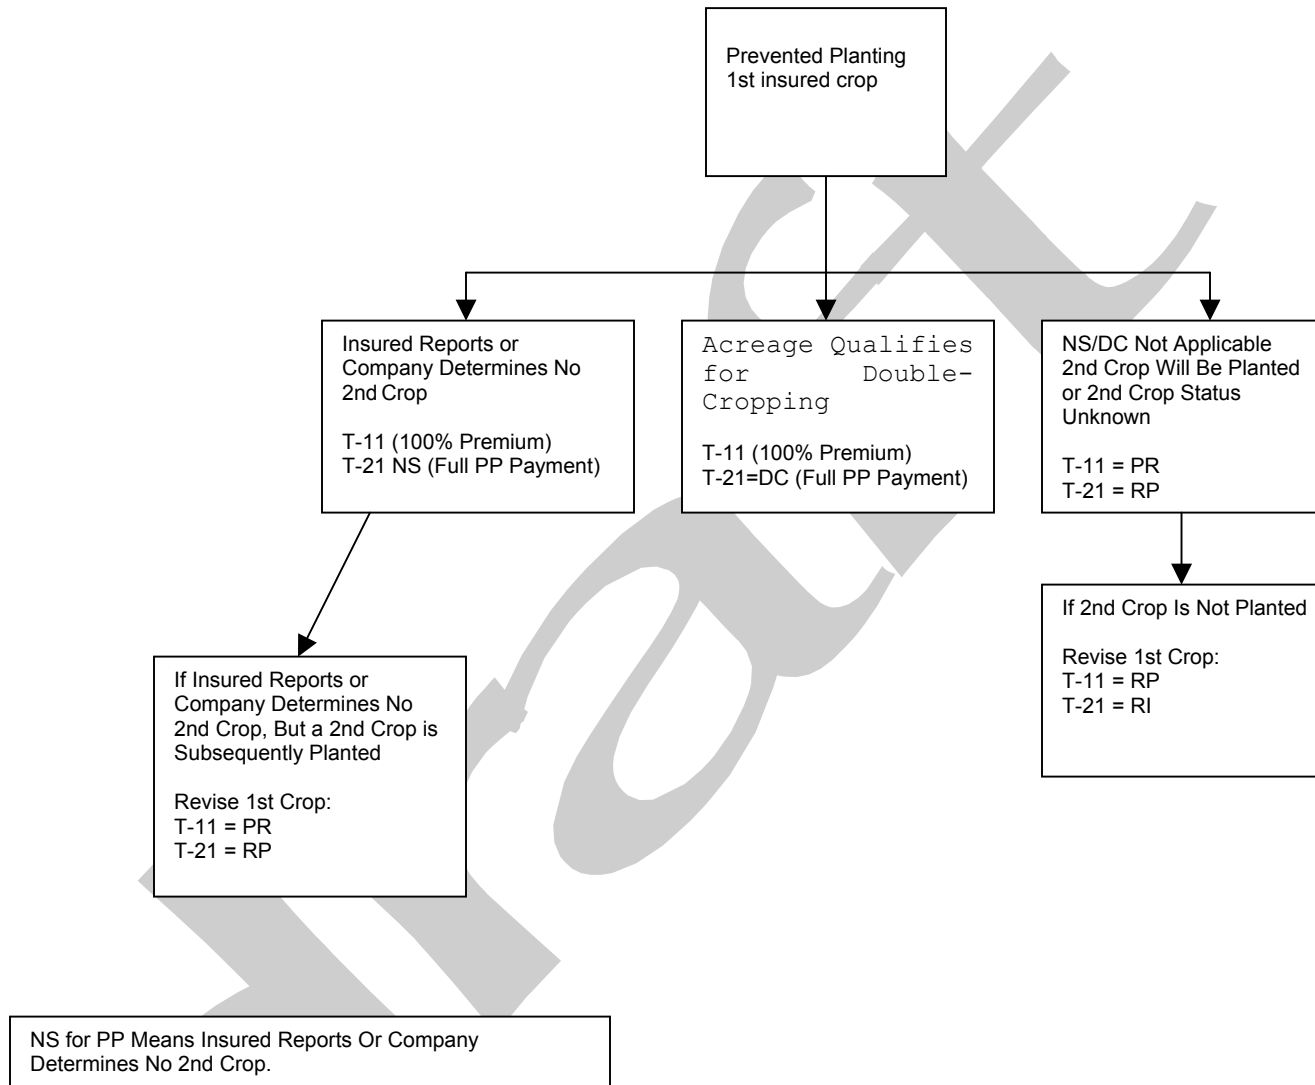 Prevented Planting
1st insured crop
Insured Reports or
Company Determines No
2nd Crop
T-11 (100% Premium)
T-21 NS (Full PP Payment)
Acreage Qualifies
for Double-
Cropping
T-11 (100% Premium)
T-21=DC (Full PP Payment)
NS/DC Not Applicable
2nd Crop Will Be Planted
or 2nd Crop Status
Unknown
T-11 = PR
T-21 = RP
If Insured Reports or
Company Determines No
2nd Crop, But a 2nd Crop is
Subsequently Planted
Revise 1st Crop:
T-11 = PR
T-21 = RP
If 2nd Crop Is Not Planted
Revise 1st Crop:
T-11 = RP
T-21 = RI
NS for PP Means Insured Reports Or Company
Determines No 2nd Crop.
Draft